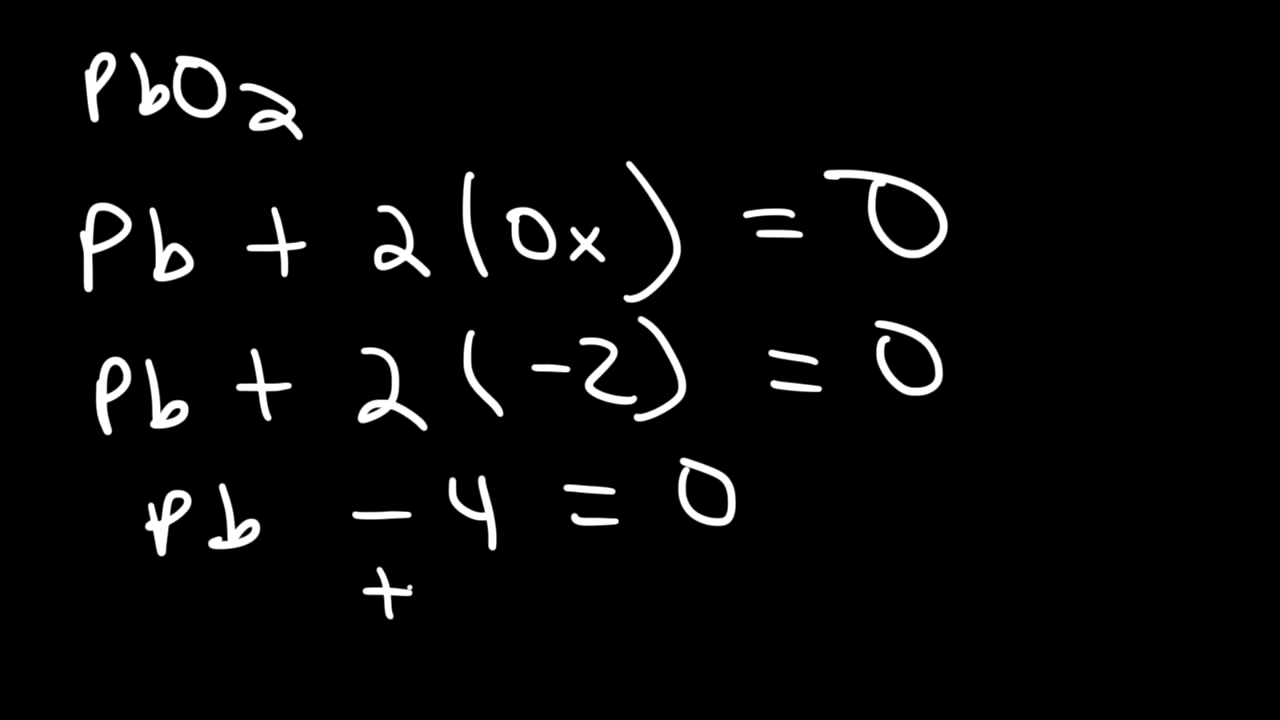 PbO2
Pb + 2(Ox) = 0
Pb + 2(-2) = 0
Pb - 4 = 0
+